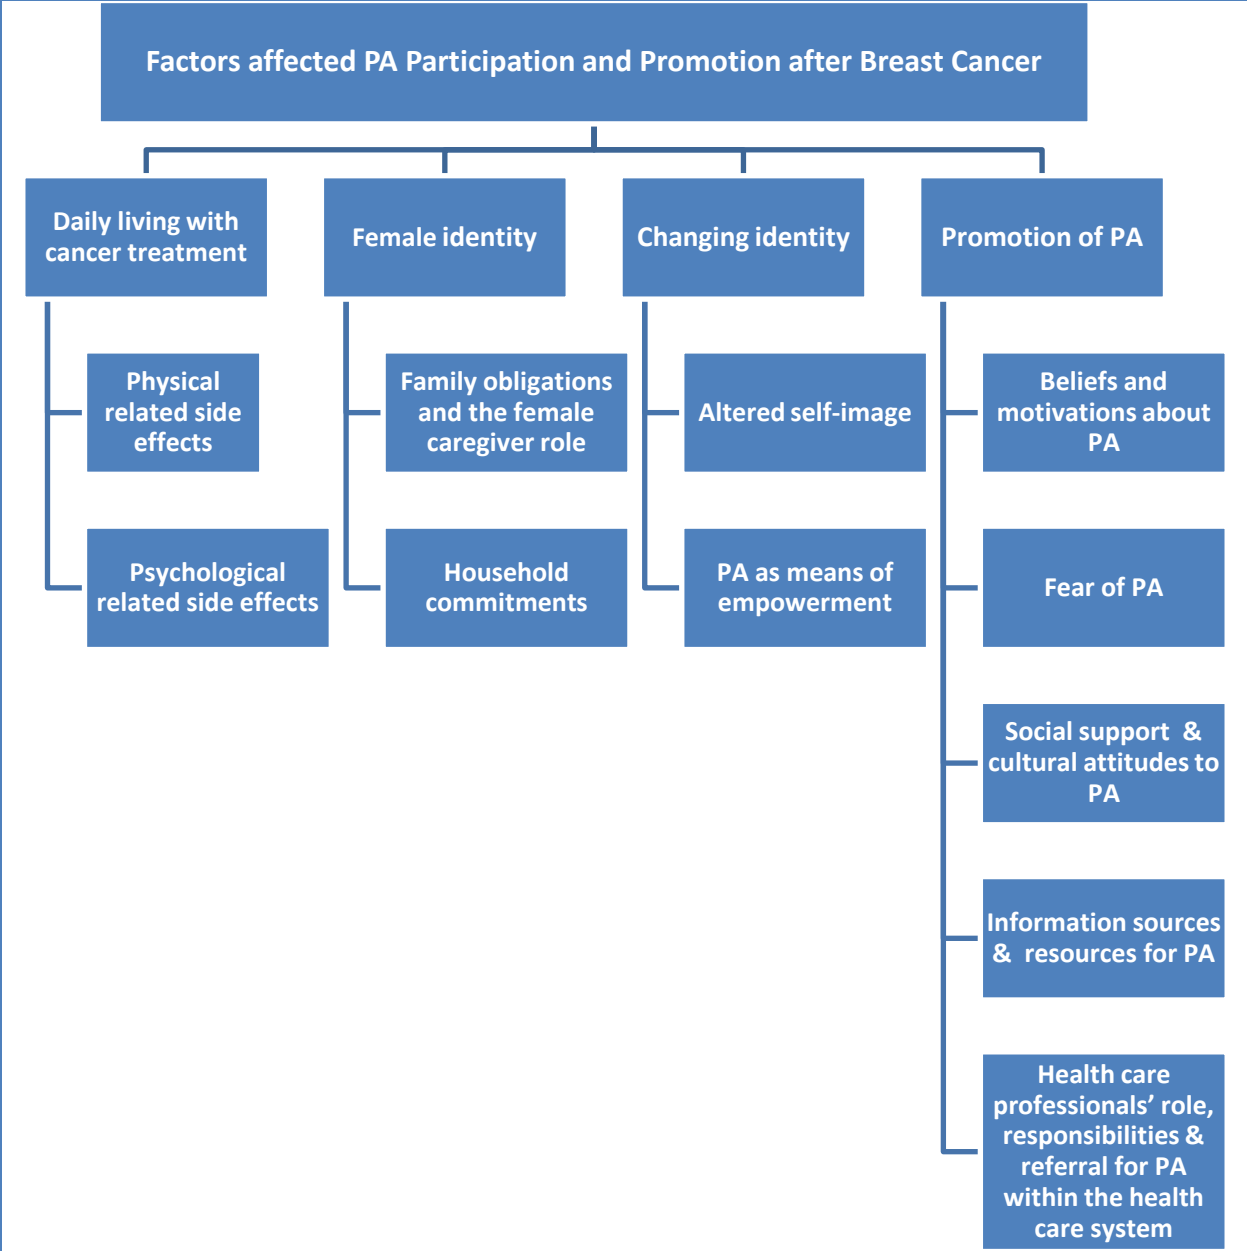 Factors affected PA Participation and Promotion after Breast Cancer
Daily living with
cancer treatment
Physical
related side
effects
Psychological
related side effects
Female identity
Family obligations
and the female
caregiver role
Household
commitments
Changing identity
Altered self-image
PA as means of
empowerment
Promotion of PA
Beliefs and
motivations about
PA
Fear of PA
Social support & 
cultural attitudes to
PA
Information sources
& resources for PA
Health care
professionals’ role,
responsibilities &
referral for PA
within the health
care system